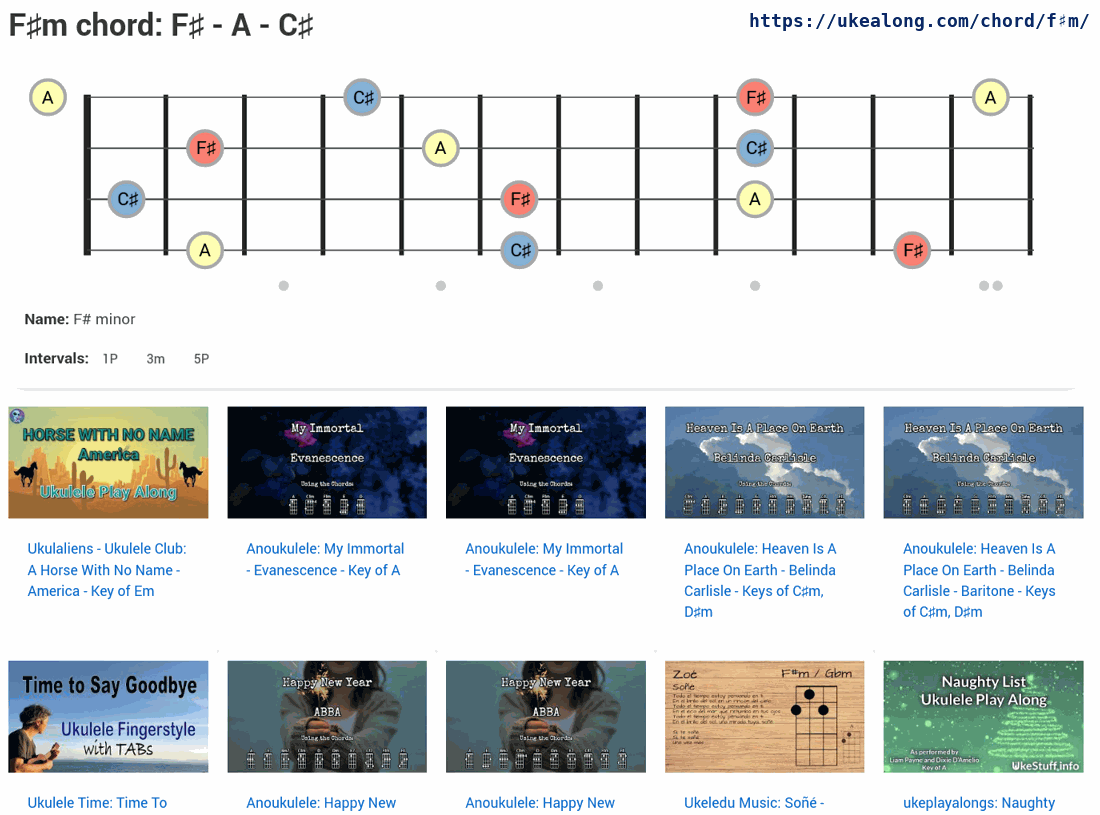 F♯m chord: F♯ - A - C♯
https://ukealong.com/chord/f♯m/
A C♯ F♯ A
F♯ A C♯
C♯ F♯ A
A C♯ F♯
Name: F# minor
Intervals: 1P 3m 5P
HORSE WITH NO NAME
America
Ukulele Play Along
My Immortal
Evanescence
Using the Chords:
My Immortal
Evanescence
Using the Chords:
Heaven Is A Place On Earth
Belinda Carlisle
Using the Chords:
Heaven Is A Place On Earth
Belinda Carlisle
Using the Chords:
Ukulaliens - Ukulele Club:
A Horse With No Name -
America - Key of Em
Anoukulele: My Immortal
- Evanescence - Key of A
Anoukulele: My Immortal
- Evanescence - Key of A
Anoukulele: Heaven Is A
Place On Earth - Belinda
Carlisle - Keys of C♯m,
D♯m
Anoukulele: Heaven Is A
Place On Earth - Belinda
Carlisle - Baritone - Keys
of C♯m, D♯m
Time to Say Goodbye
Ukulele Fingerstyle
with TABs
Happy New Year
ABBA
Using the Chords:
Happy New Year
ABBA
Using the Chords:
Zoé
Soñé
F#m / Gbm
Naughty List
Ukulele Play Along
As performed by
Liam Payne and Dixie D'Amelio
Key of A
UkeStuff.info
Ukulele Time: Time To
Anoukulele: Happy New
Anoukulele: Happy New
Ukeledu Music: Soñé -
ukeplayalongs: Naughty